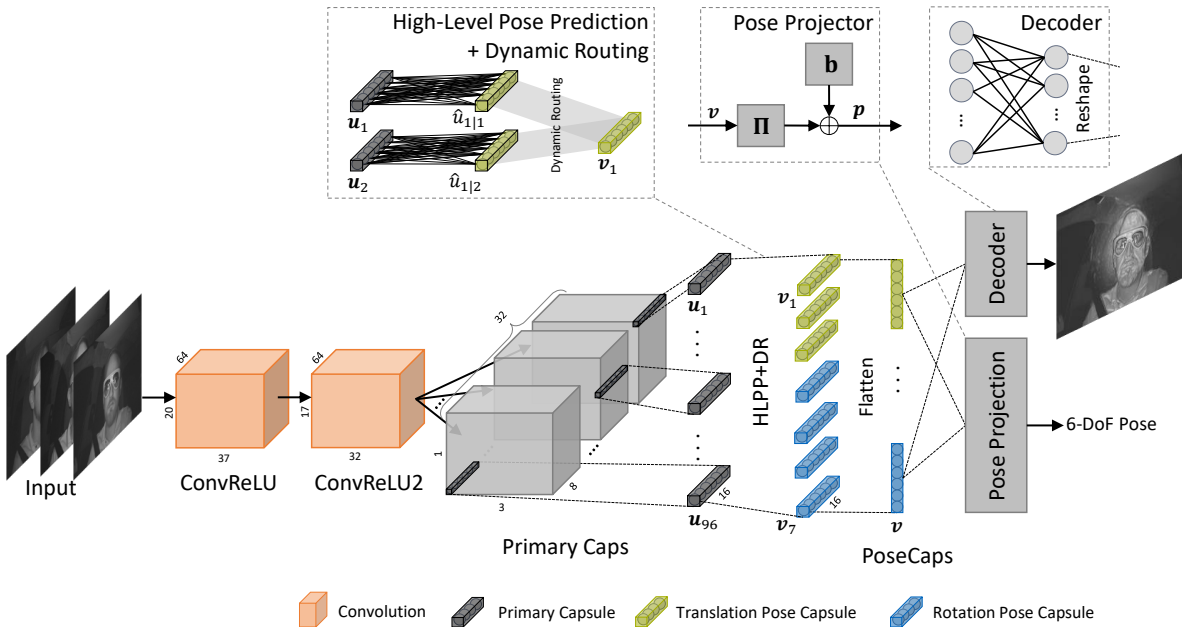 High-Level Pose Prediction
+ Dynamic Routing
u₁
û₁|₁
u₂
û₁|₂
Dynamic Routing
v₁
Pose Projector
b
v
Π
p
Decoder
...
...
Reshape
Input
64
20
37
ConvReLU
64
17
32
ConvReLU2
...
32
1
3
8
...
Primary Caps
u₁
...
...
u₉₆
16
HLPP+DR
v₁
v₇
16
Flatten
...
v
PoseCaps
Decoder
Pose Projection
6-DoF Pose
Convolution
Primary Capsule
Translation Pose Capsule
Rotation Pose Capsule